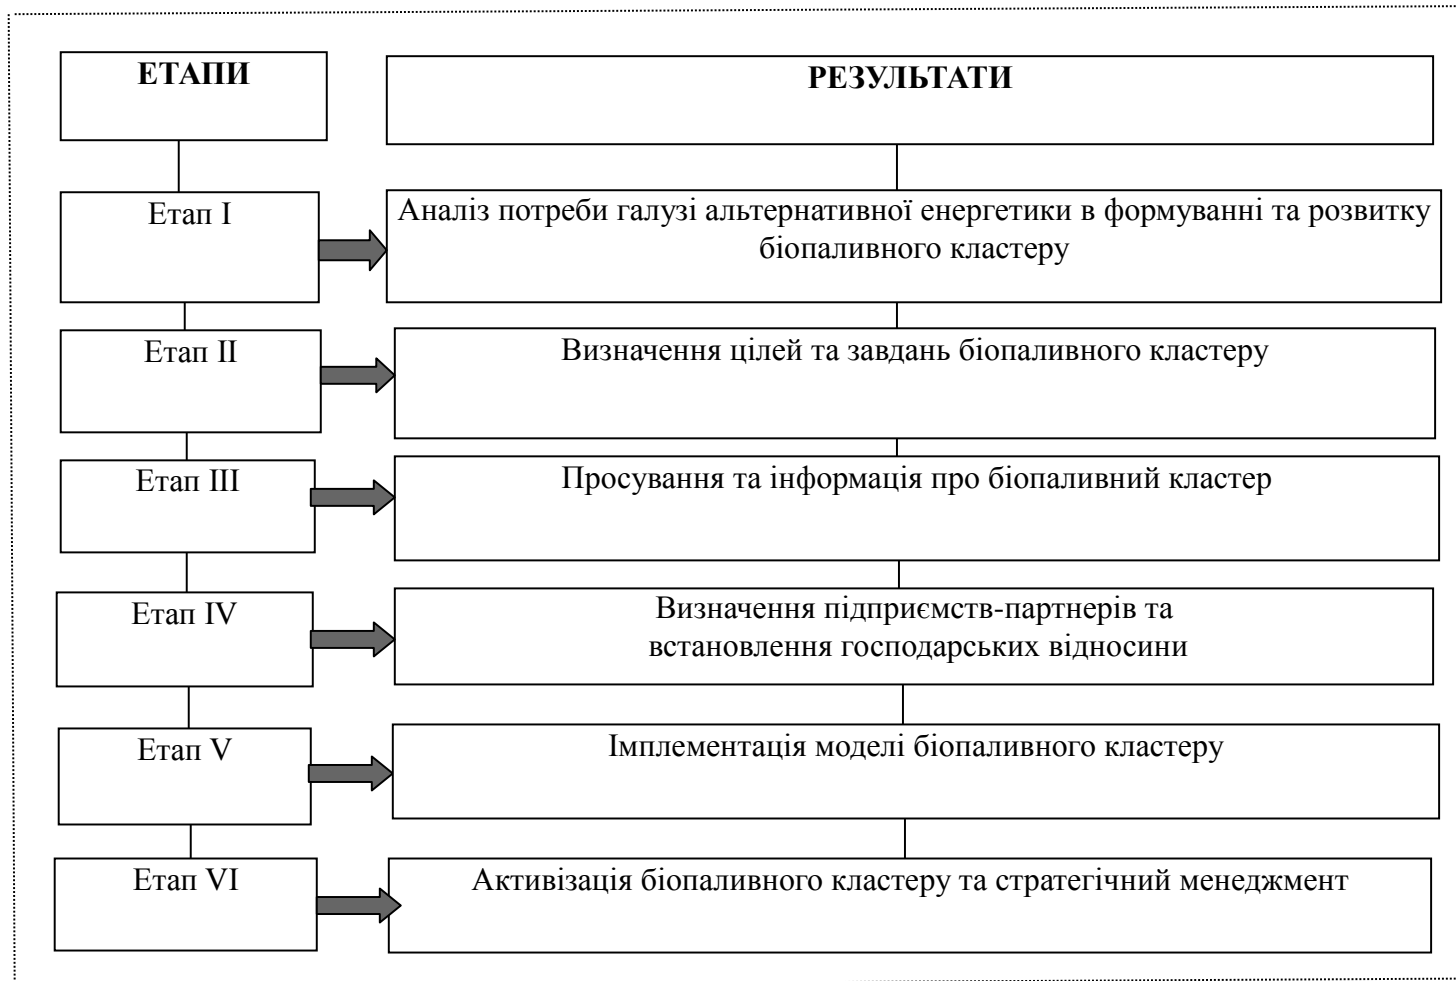 ЕТАПИ
РЕЗУЛЬТАТИ
Етап I
Аналіз потреби галузі альтернативної енергетики в формуванні та розвитку
біопаливного кластеру
Етап II
Визначення цілей та завдань біопаливного кластеру
Етап III
Просування та інформація про біопаливний кластер
Етап IV
Визначення підприємств-партнерів та
встановлення господарських відносини
Етап V
Імплементація моделі біопаливного кластеру
Етап VI
Активізація біопаливного кластеру та стратегічний менеджмент